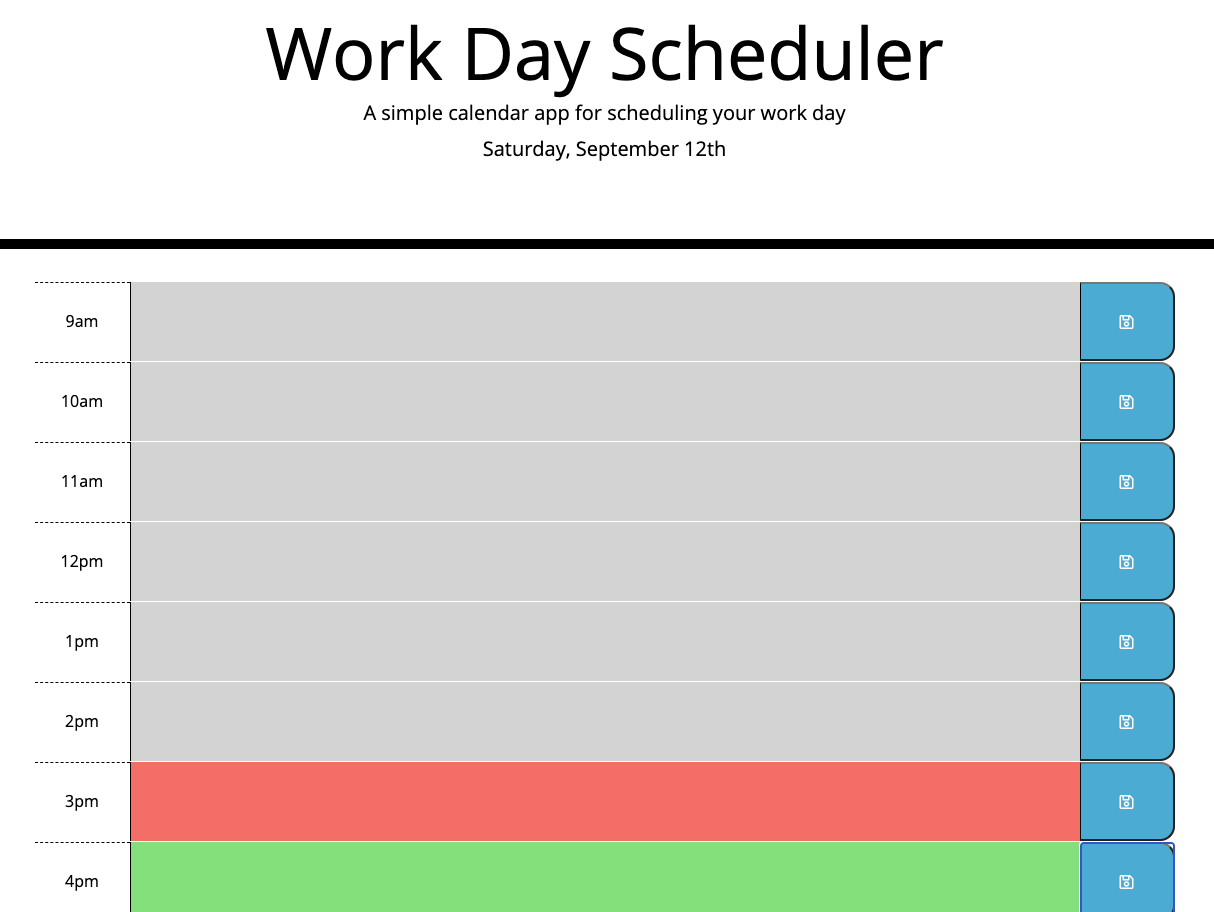 Work Day Scheduler
A simple calendar app for scheduling your work day
Saturday, September 12th
9am
10am
11am
12pm
1pm
2pm
3pm
4pm